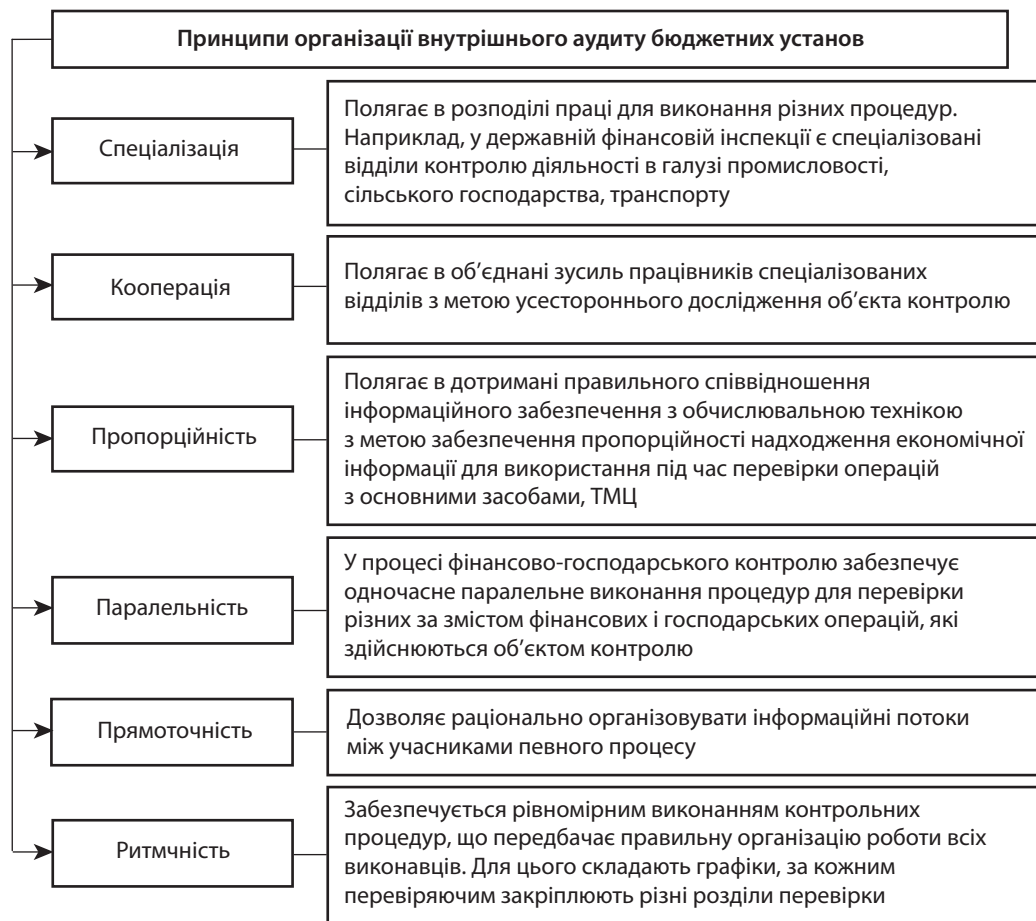 Принципи організації внутрішнього аудиту бюджетних установ
Спеціалізація
Полягає в розподілі праці для виконання різних процедур.
Наприклад, у державній фінансовій інспекції є спеціалізовані
відділи контролю діяльності в галузі промисловості,
сільського господарства, транспорту
Кооперація
Полягає в об’єднані зусиль працівників спеціалізованих
відділів з метою усестороннього дослідження об’єкта контролю
Пропорційність
Полягає в дотримані правильного співвідношення
інформаційного забезпечення з обчислювальною технікою
з метою забезпечення пропорційності надходження економічної
інформації для використання під час перевірки операцій
з основними засобами, ТМЦ
Паралельність
У процесі фінансово-господарського контролю забезпечує
одночасне паралельне виконання процедур для перевірки
різних за змістом фінансових і господарських операцій, які
здійснюються об’єктом контролю
Прямоточність
Дозволяє раціонально організовувати інформаційні потоки
між учасниками певного процесу
Ритмчність
Забезпечується рівномірним виконанням контрольних
процедур, що передбачає правильну організацію роботи всіх
виконавців. Для цього складають графіки, за кожним
перевіряючим закріплюють різні розділи перевірки